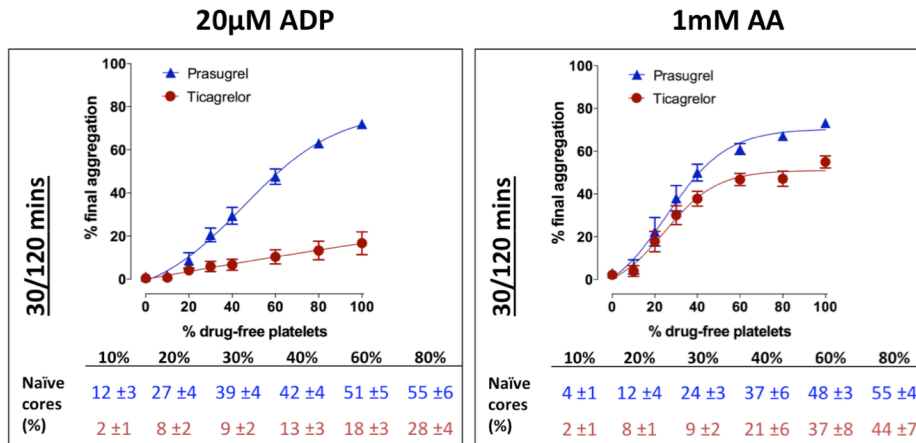 20µM ADP
30/120 mins
% final aggregation
100
80
60
40
20
0
Prasugrel
Ticagrelor
0 20 40 60 80 100
% drug-free platelets
10% 20% 30% 40% 60% 80%
Naïve cores (%)
12 ±3 27 ±4 39 ±4 42 ±4 51 ±5 55 ±6
2 ±1 8 ±2 9 ±2 13 ±3 18 ±3 28 ±4
1mM AA
30/120 mins
% final aggregation
100
80
60
40
20
0
Prasugrel
Ticagrelor
0 20 40 60 80 100
% drug-free platelets
10% 20% 30% 40% 60% 80%
Naïve cores (%)
4 ±1 12 ±4 24 ±3 37 ±6 48 ±3 55 ±4
2 ±1 8 ±1 9 ±2 21 ±6 37 ±8 44 ±7